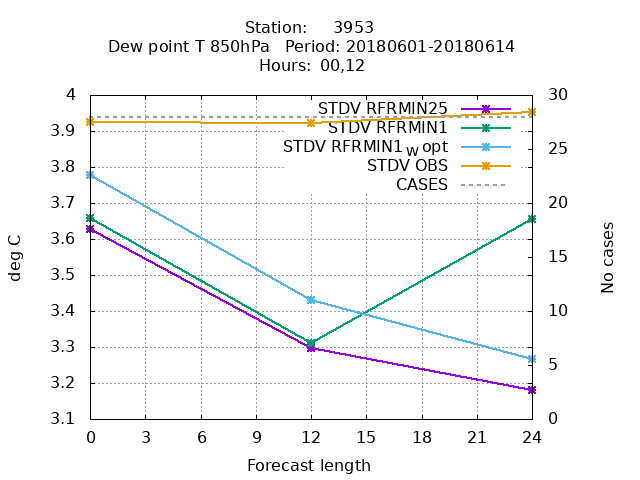 Station: 3953
Dew point T 850hPa Period: 20180601-20180614
Hours: 00,12
4
3.9
3.8
3.7
3.6
3.5
3.4
3.3
3.2
3.1
deg C
STDV RFRMIN25
STDV RFRMIN1
STDV RFRMIN1wopt
STDV OBS
CASES
30
25
20
15
10
5
0
No cases
0 3 6 9 12 15 18 21 24
Forecast length